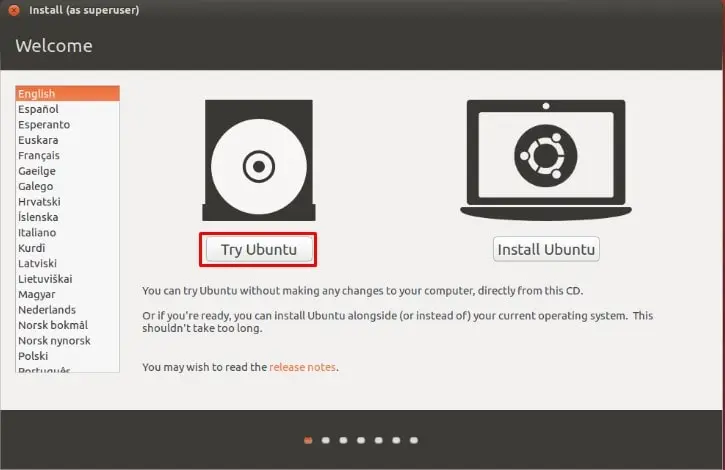 Install (as superuser)
Welcome
English
Español
Esperanto
Euskara
Français
Gaeilge
Galego
Hrvatski
Íslenska
Italiano
Kurdî
Latviski
Lietuviškai
Magyar
Nederlands
Norsk bokmål
Norsk nynorsk
Polski
Português
Try Ubuntu
Install Ubuntu
You can try Ubuntu without making any changes to your computer, directly from this CD.
Or if you're ready, you can install Ubuntu alongside (or instead of) your current operating system. This
shouldn't take too long.
You may wish to read the release notes.